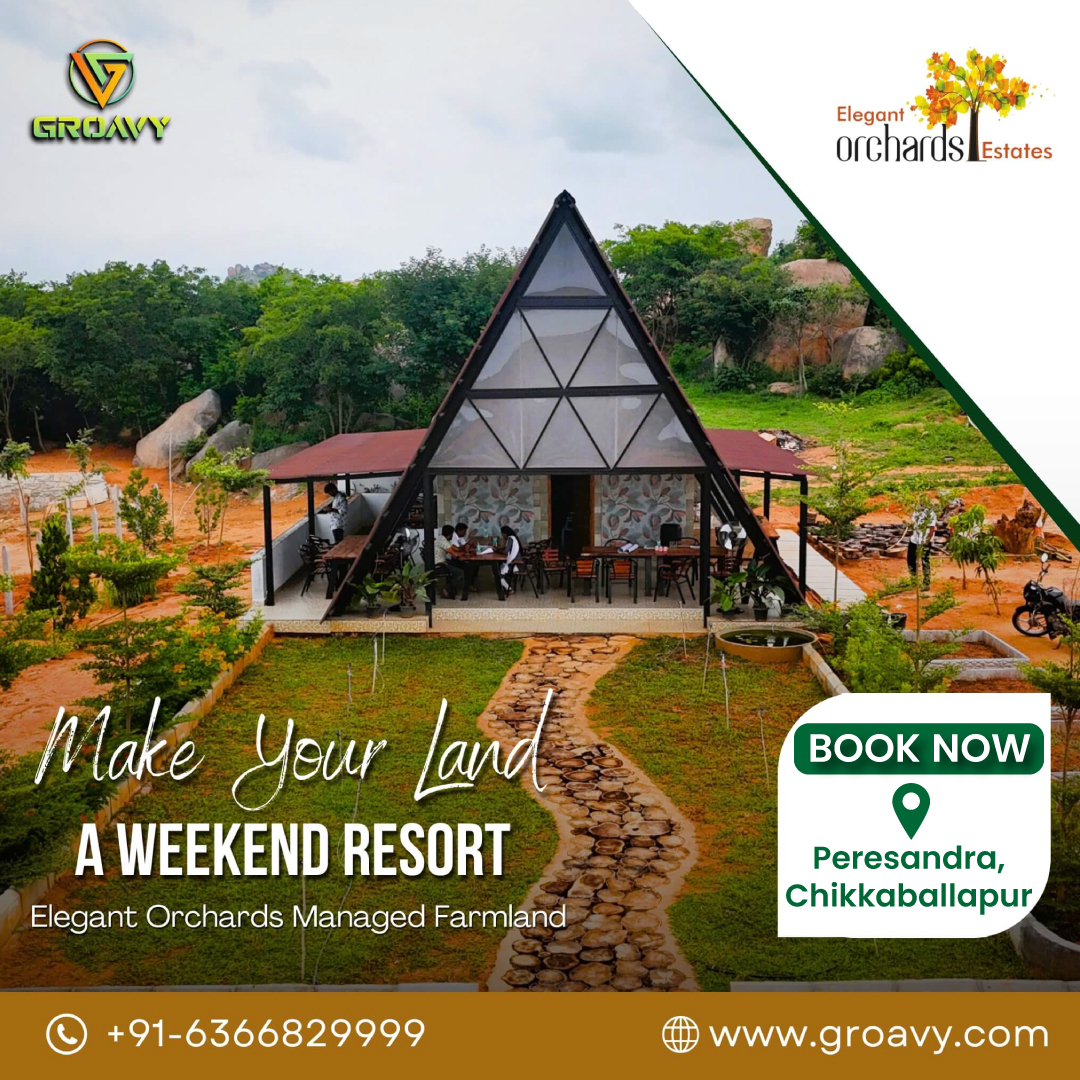 GROAVY
Elegant
orchards Estates
Make Your Land
A WEEKEND RESORT
Elegant Orchards Managed Farmland
BOOK NOW
Peresandra,
Chikkaballapur
+91-6366829999
www.groavy.com